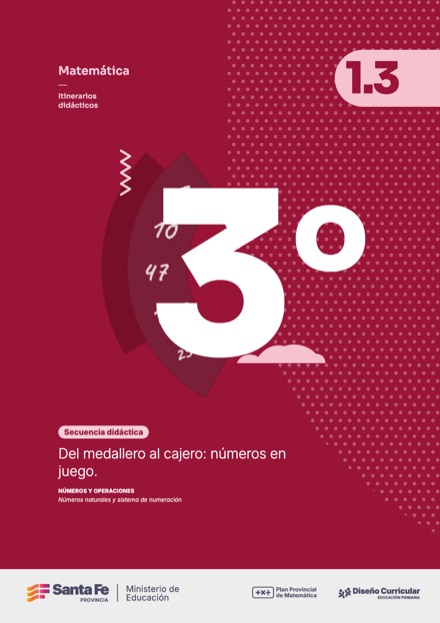 Matemática
1.3
Itinerarios
didácticos
3º
10
47
Secuencia didáctica
Del medallero al cajero: números en
juego.
NÚMEROS Y OPERACIONES
Números naturales y sistema de numeración
Santa Fe
PROVINCIA
Ministerio de
Educación
Plan Provincial
de Matemática
Diseño Curricular
EDUCACIÓN PRIMARIA